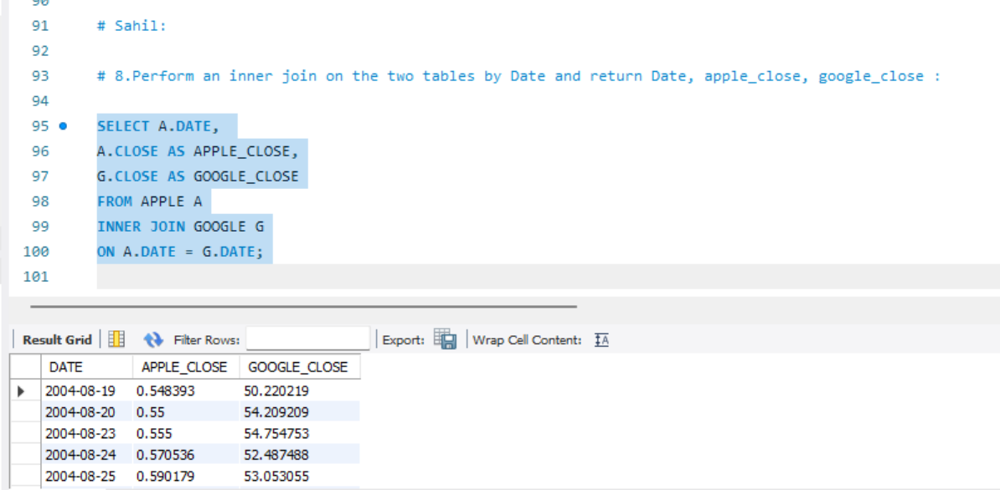 90
91 # Sahil:
92
93 # 8.Perform an inner join on the two tables by Date and return Date, apple_close, google_close :
94
95 SELECT A.DATE,
96 A.CLOSE AS APPLE_CLOSE,
97 G.CLOSE AS GOOGLE_CLOSE
98 FROM APPLE A
99 INNER JOIN GOOGLE G
100 ON A.DATE = G.DATE;
101
Result Grid Filter Rows: Export: Wrap Cell Content: IA
DATE APPLE_CLOSE GOOGLE_CLOSE
2004-08-19 0.548393 50.220219
2004-08-20 0.55 54.209209
2004-08-23 0.555 54.754753
2004-08-24 0.570536 52.487488
2004-08-25 0.590179 53.053055